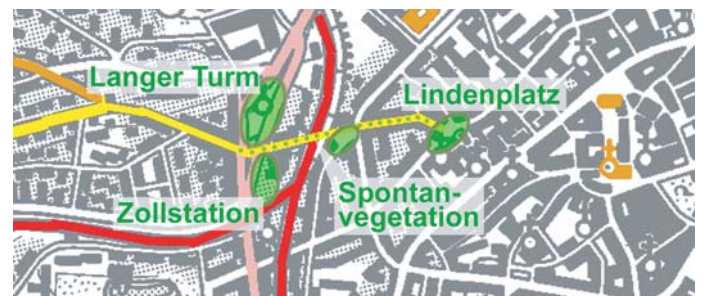 Langer Turm
Lindenplatz
Zollstation
Spontan-
vegetation